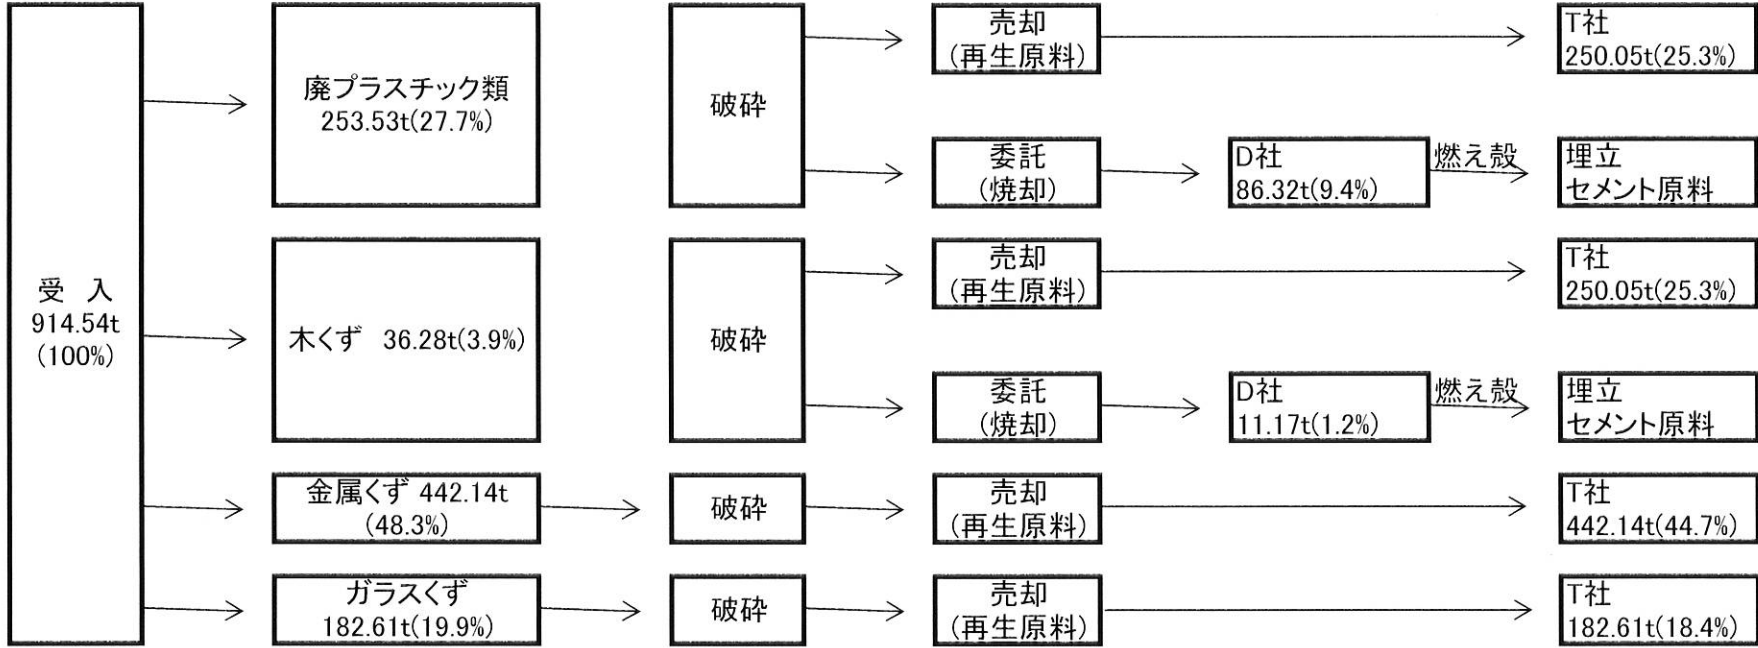 受　入
914.54t
(100%)
廃プラスチック類
253.53t(27.7%)
破砕
売却
(再生原料)
T社
250.05t(25.3%)
委託
(焼却)
D社
86.32t(9.4%)
燃え殻
埋立
セメント原料
木くず　36.28t(3.9%)
破砕
売却
(再生原料)
T社
250.05t(25.3%)
委託
(焼却)
D社
11.17t(1.2%)
燃え殻
埋立
セメント原料
金属くず 442.14t
(48.3%)
破砕
売却
(再生原料)
T社
442.14t(44.7%)
ガラスくず
182.61t(19.9%)
破砕
売却
(再生原料)
T社
182.61t(18.4%)